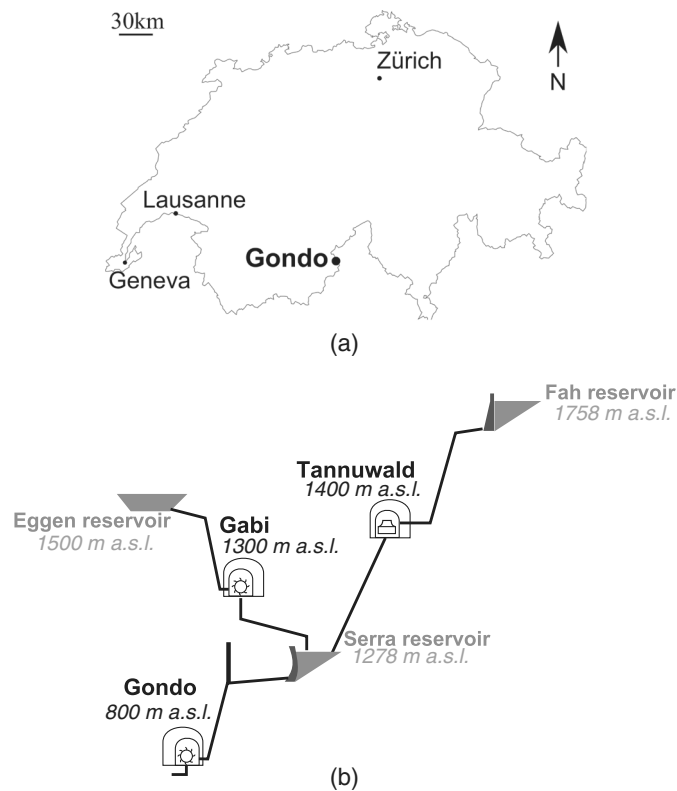 30km
Zürich
N
Lausanne
Gondo
Geneva
(a)
Fah reservoir
1758 m a.s.l.
Tannuwald
1400 m a.s.l.
Eggen reservoir
1500 m a.s.l.
Gabi
1300 m a.s.l.
Serra reservoir
1278 m a.s.l.
Gondo
800 m a.s.l.
(b)